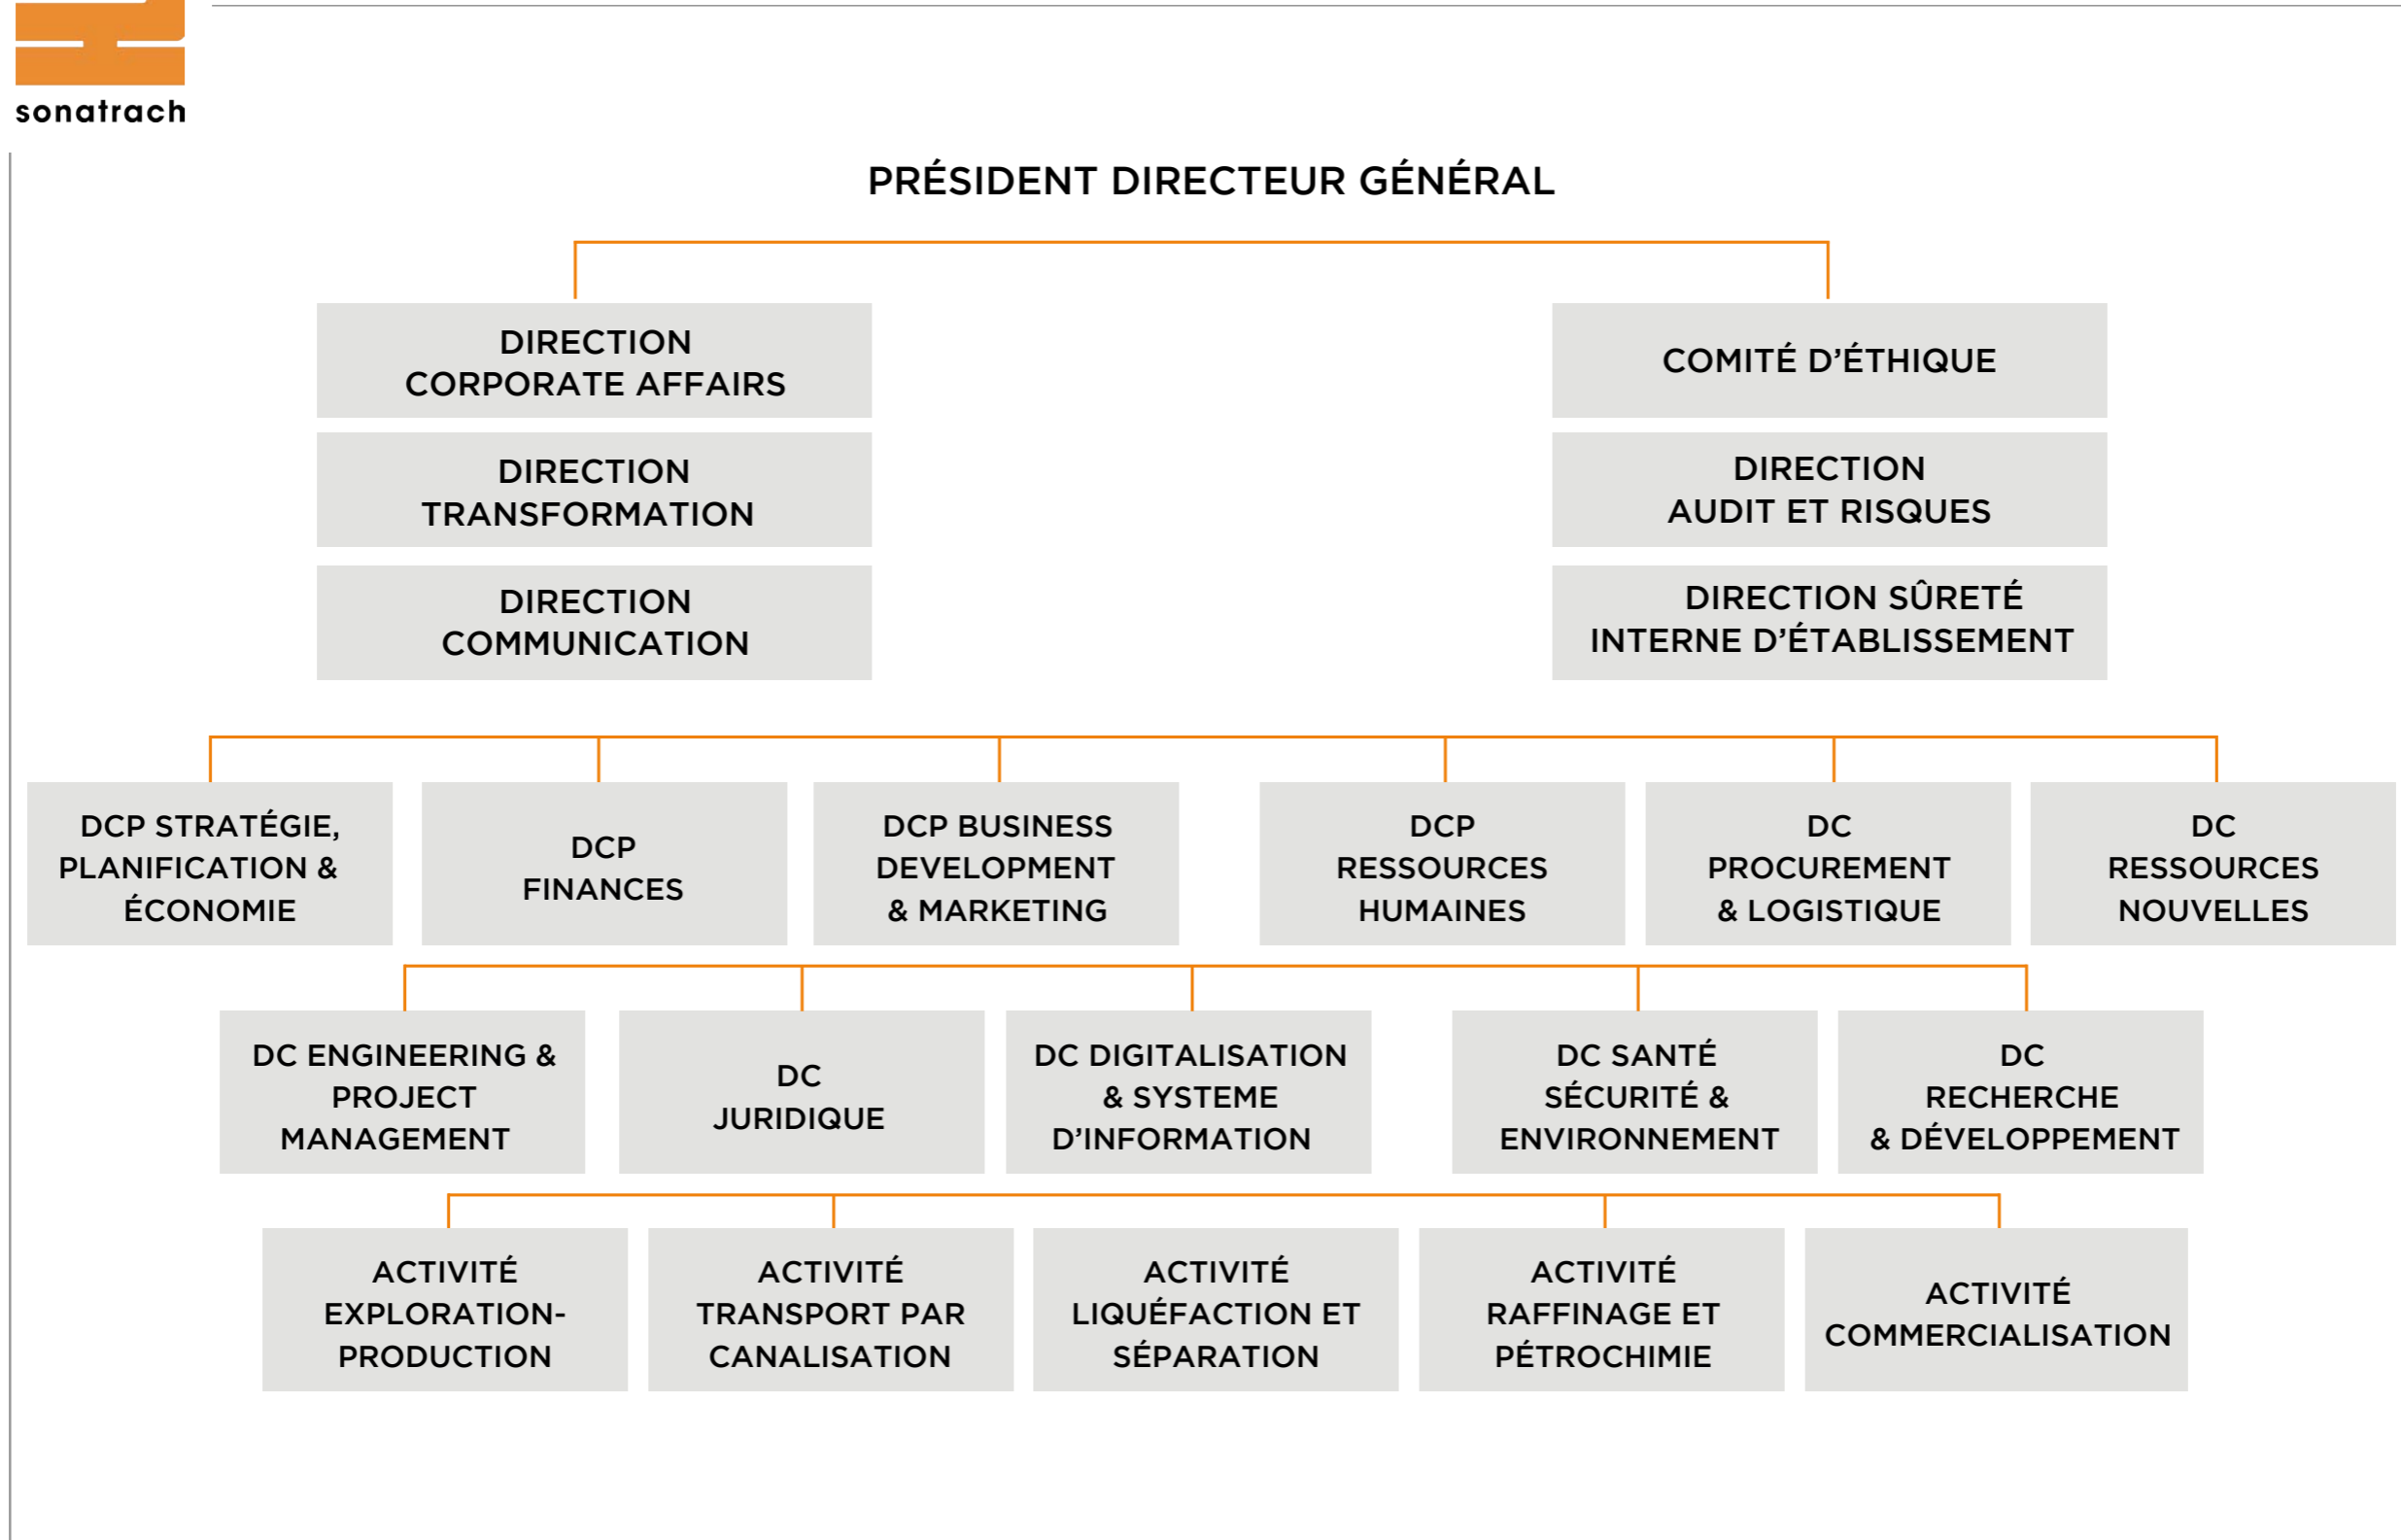 sonatrach
PRÉSIDENT DIRECTEUR GÉNÉRAL
DIRECTION
CORPORATE AFFAIRS
COMITÉ D’ÉTHIQUE
DIRECTION
TRANSFORMATION
DIRECTION
AUDIT ET RISQUES
DIRECTION
COMMUNICATION
DIRECTION SÛRETÉ
INTERNE D’ÉTABLISSEMENT
DCP STRATÉGIE,
PLANIFICATION &
ÉCONOMIE
DCP
FINANCES
DCP BUSINESS
DEVELOPMENT
& MARKETING
DCP
RESSOURCES
HUMAINES
DC
PROCUREMENT
& LOGISTIQUE
DC
RESSOURCES
NOUVELLES
DC ENGINEERING &
PROJECT
MANAGEMENT
DC
JURIDIQUE
DC DIGITALISATION
& SYSTEME
D’INFORMATION
DC SANTÉ
SÉCURITÉ &
ENVIRONNEMENT
DC
RECHERCHE
& DÉVELOPPEMENT
ACTIVITÉ
EXPLORATION-
PRODUCTION
ACTIVITÉ
TRANSPORT PAR
CANALISATION
ACTIVITÉ
LIQUÉFACTION ET
SÉPARATION
ACTIVITÉ
RAFFINAGE ET
PÉTROCHIMIE
ACTIVITÉ
COMMERCIALISATION